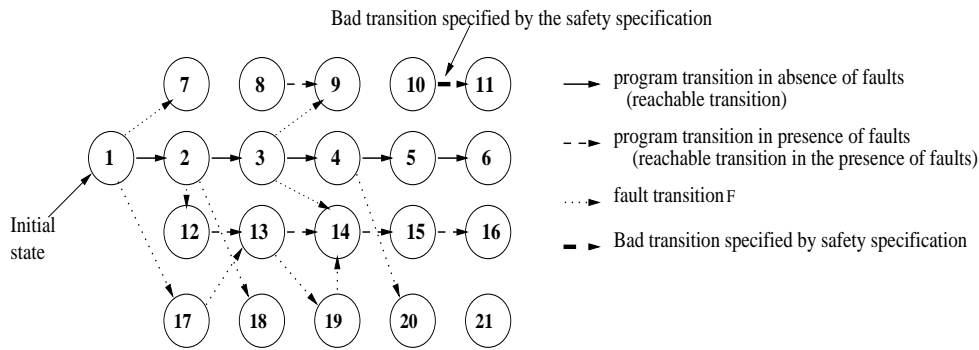 Bad transition specified by the safety specification
7 8 9 10 11
program transition in absence of faults
(reachable transition)
1 2 3 4 5 6
program transition in presence of faults
(reachable transition in the presence of faults)
fault transition F
Initial
state
12 13 14 15 16
Bad transition specified by safety specification
17 18 19 20 21